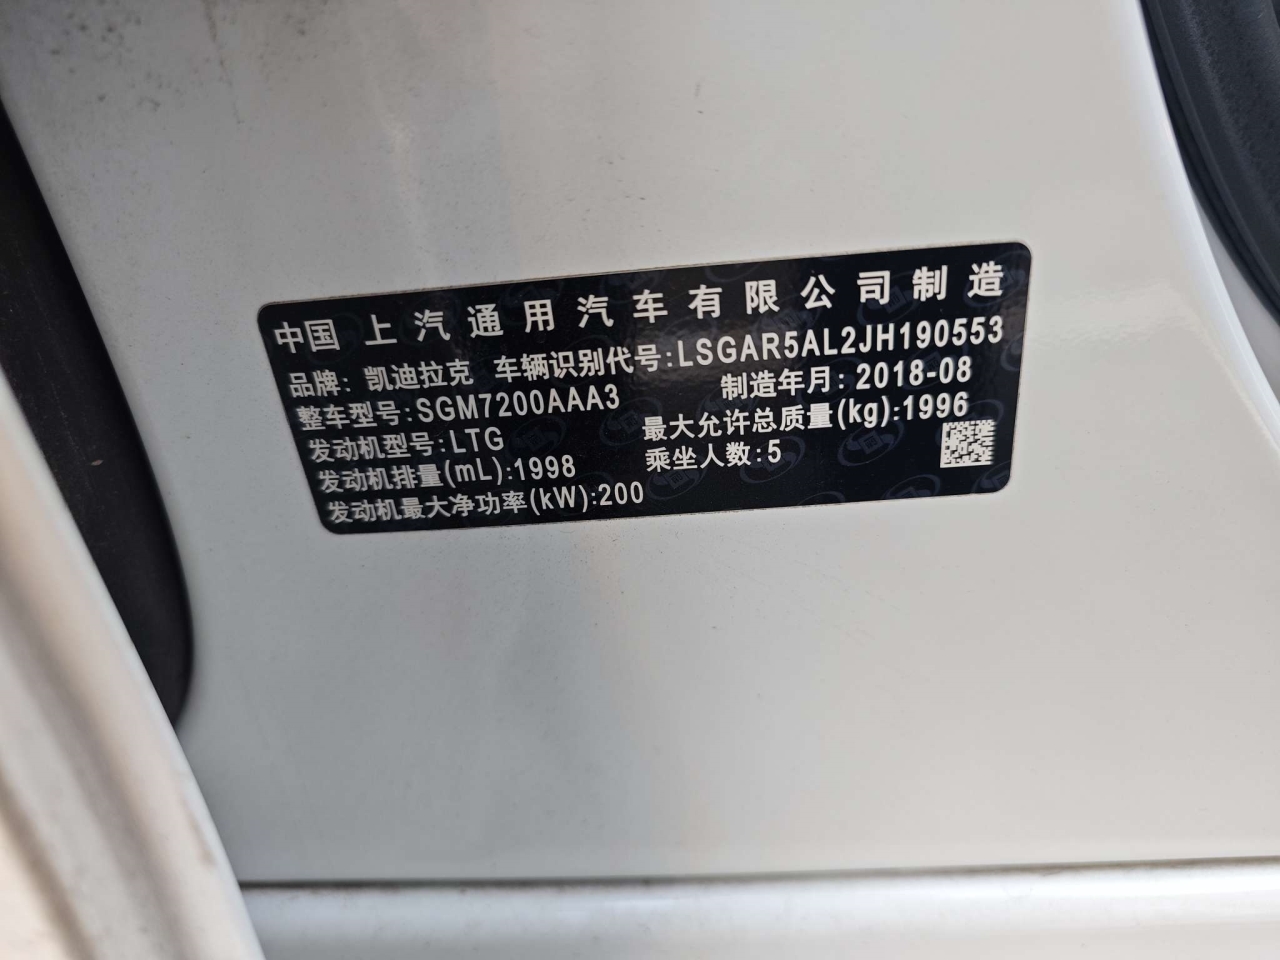 中国 上汽通用汽车有限公司制造
品牌: 凯迪拉克 车辆识别代号:LSGAR5AL2JH190553
整车型号:SGM7200AAA3 制造年月: 2018-08
发动机型号:LTG 最大允许总质量(kg):1996
发动机排量(mL):1998 乘坐人数:5
发动机最大净功率(kW):200